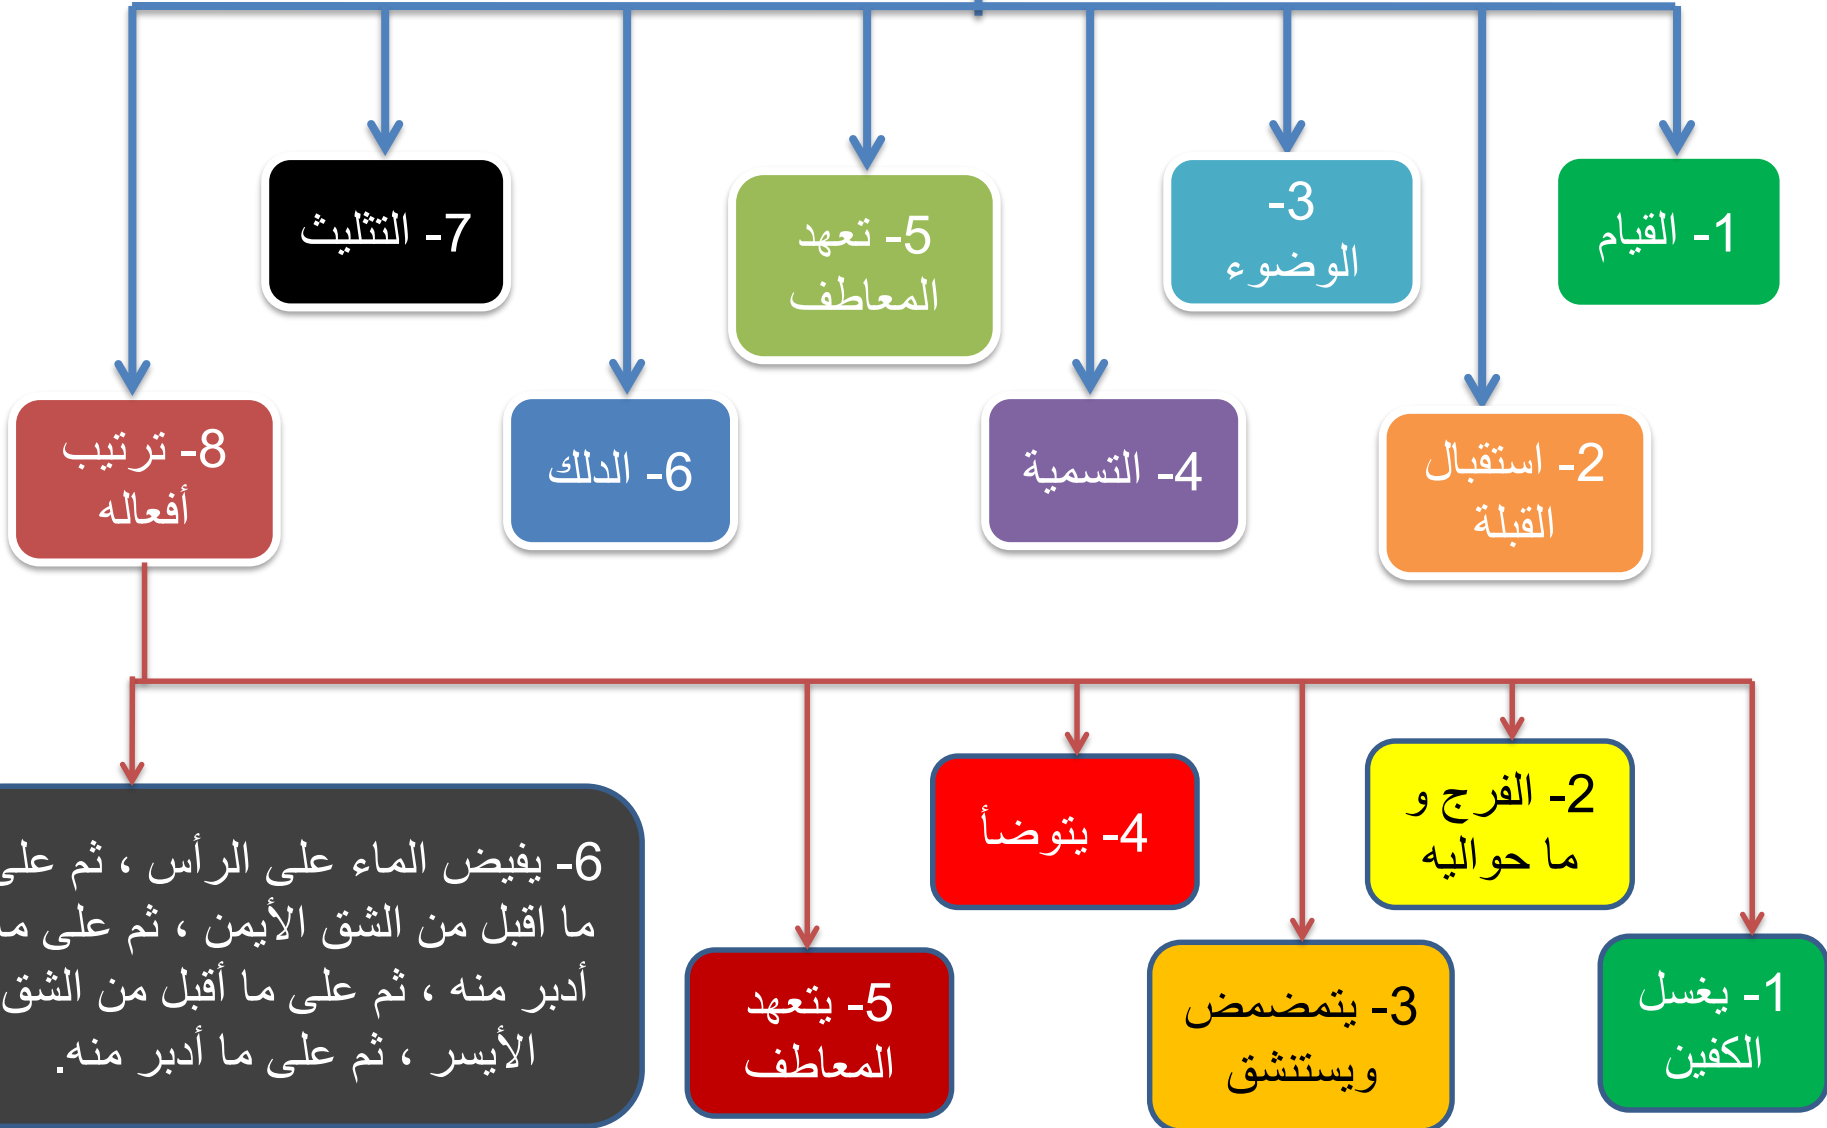 1- القيام
2- استقبال
القبلة
3-
الوضوء
4- التسمية
5- تعهد
المعاطف
6- الدلك
7- التثليث
8- ترتيب
أفعاله
1- يغسل
الكفين
2- الفرج و
ما حواليه
3- يتمضمض
ويستنشق
4- يتوضأ
5- يتعهد
المعاطف
6- يفيض الماء على الرأس ، ثم على
ما اقبل من الشق الأيمن ، ثم على ما
أدبر منه ، ثم على ما أقبل من الشق
الأيسر ، ثم على ما أدبر منه.